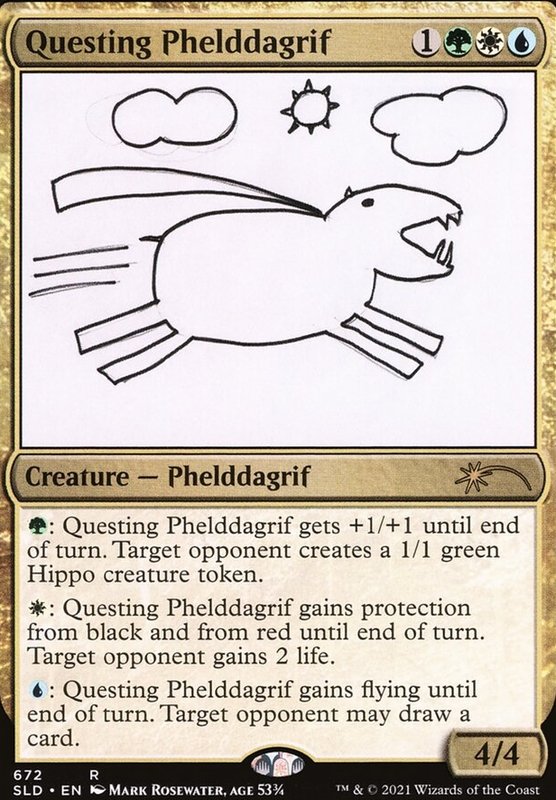 Questing Phelddagrif
1
Creature — Phelddagrif
: Questing Phelddagrif gets +1/+1 until end
of turn. Target opponent creates a 1/1 green
Hippo creature token.
: Questing Phelddagrif gains protection
from black and from red until end of turn.
Target opponent gains 2 life.
: Questing Phelddagrif gains flying until
end of turn. Target opponent may draw a
card.
4/4
672 R
SLD • EN Mark Rosewater, age 53¾
™ & © 2021 Wizards of the Coast